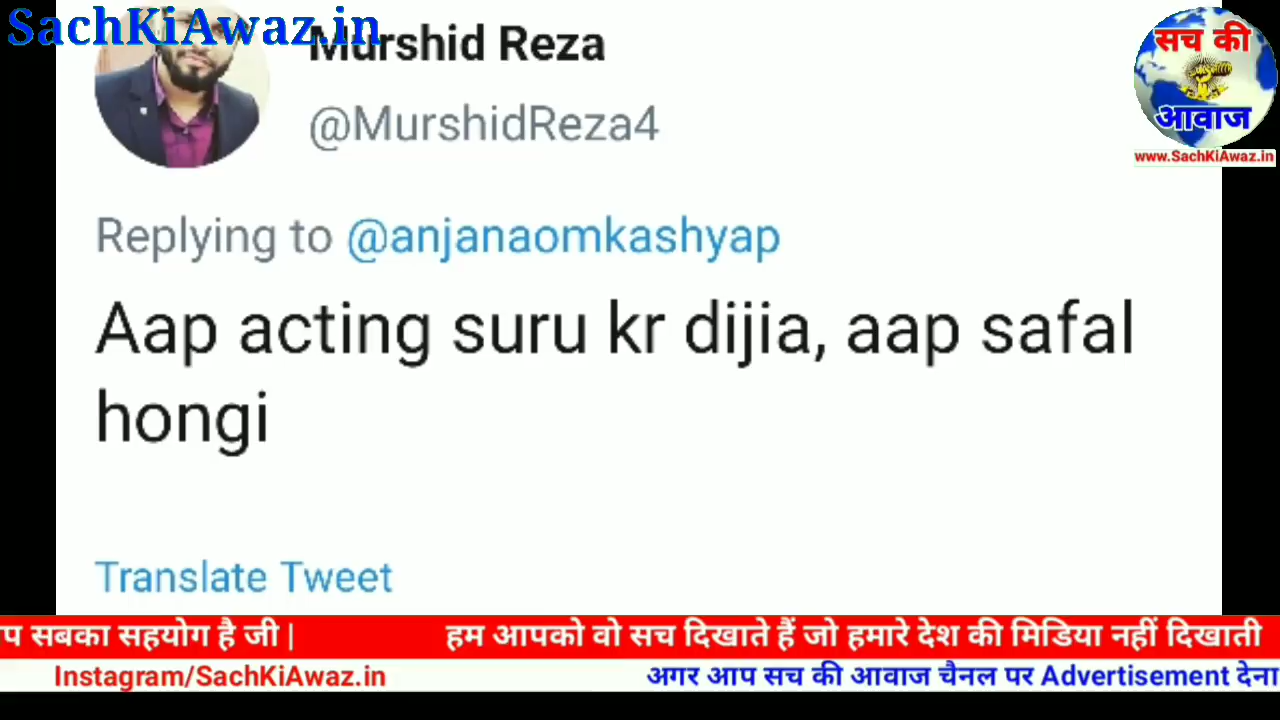 SachKiAwaz.in
Murshid Reza
@MurshidReza4
सच की
आवाज
www.SachKiAwaz.in
Replying to @anjanaomkashyap
Aap acting suru kr dijia, aap safal
hongi
Translate Tweet
प सबका सहयोग है जी | हम आपको वो सच दिखाते हैं जो हमारे देश की मिडिया नहीं दिखाती
Instagram/SachKiAwaz.in अगर आप सच की आवाज चैनल पर Advertisement देना